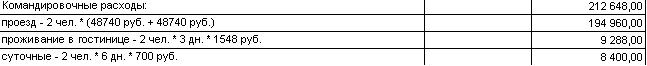 Командировочные расходы: 212 648,00
проезд - 2 чел. * (48740 руб. + 48740 руб.) 194 960,00
проживание в гостинице - 2 чел. * 3 дн. * 1548 руб. 9 288,00
суточные - 2 чел. * 6 дн. * 700 руб. 8 400,00